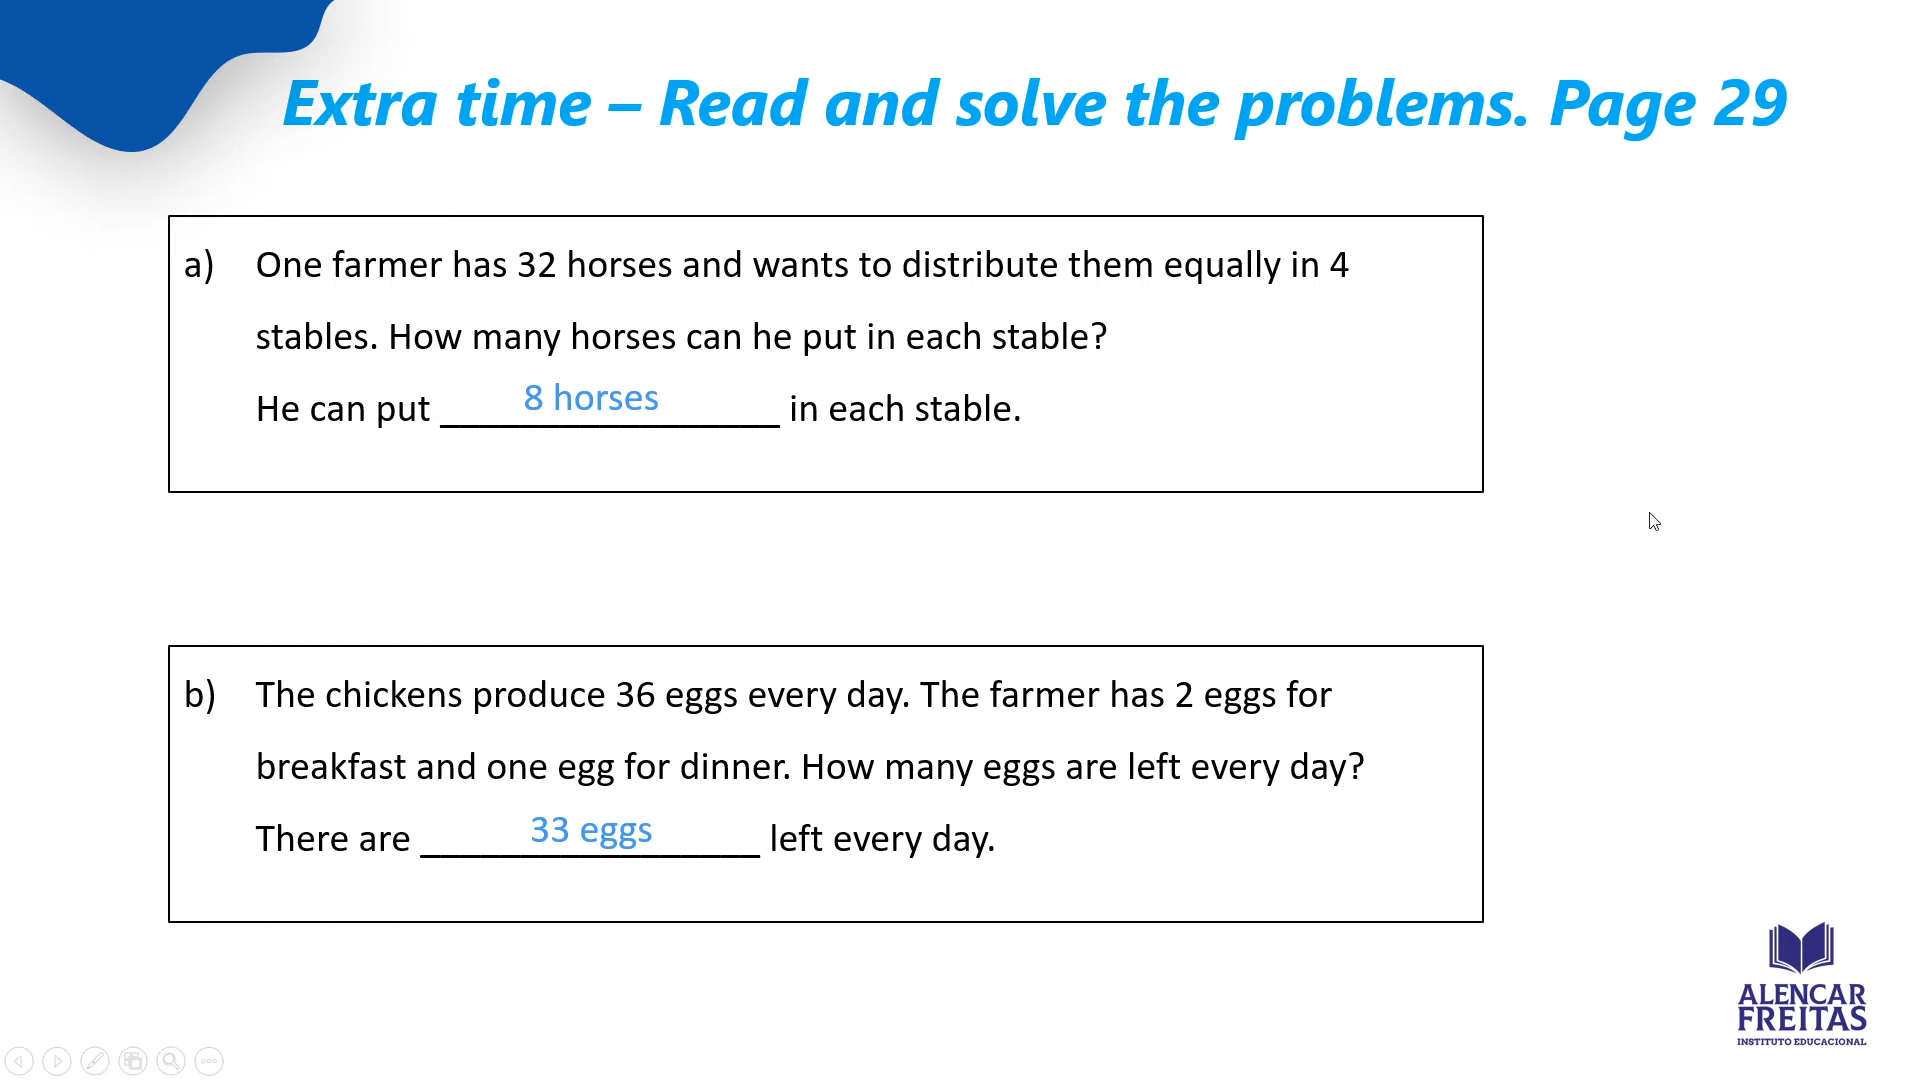 Extra time – Read and solve the problems. Page 29
a) One farmer has 32 horses and wants to distribute them equally in 4
stables. How many horses can he put in each stable?
He can put 8 horses in each stable.
b) The chickens produce 36 eggs every day. The farmer has 2 eggs for
breakfast and one egg for dinner. How many eggs are left every day?
There are 33 eggs left every day.
ALENCAR
FREITAS
INSTITUTO EDUCACIONAL